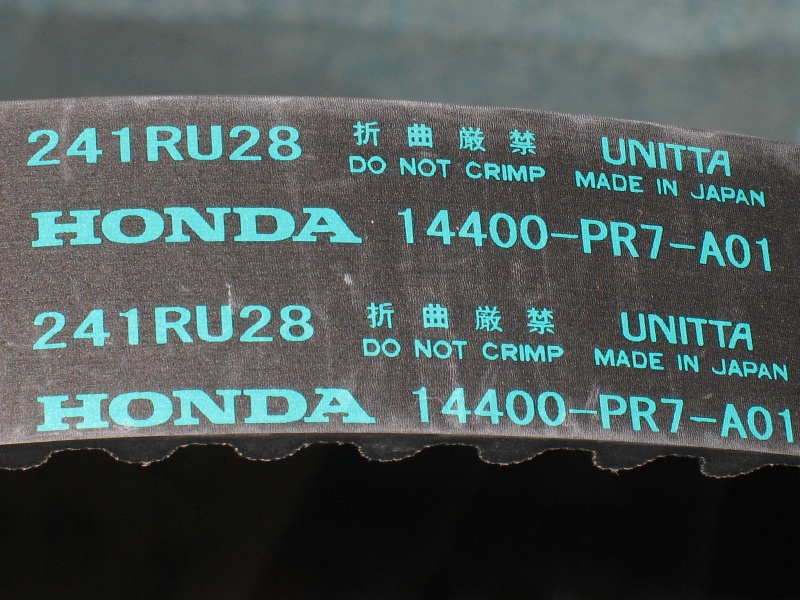 241RU28 折曲厳禁 UNITTA
DO NOT CRIMP MADE IN JAPAN
HONDA 14400-PR7-A01
241RU28 折曲厳禁 UNITTA
DO NOT CRIMP MADE IN JAPAN
HONDA 14400-PR7-A01